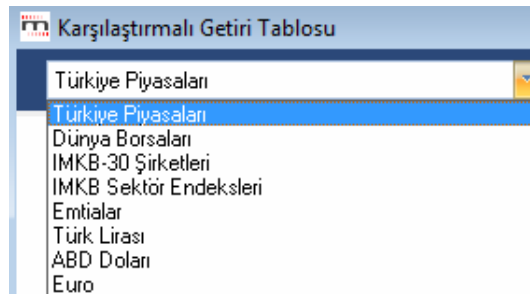 Karşılaştırmalı Getiri Tablosu
Türkiye Piyasaları
Türkiye Piyasaları
Dünya Borsaları
IMKB-30 Şirketleri
IMKB Sektör Endeksleri
Emtialar
Türk Lirası
ABD Doları
Euro